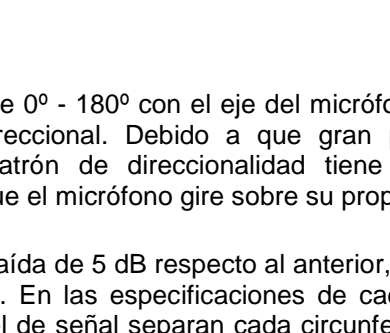 e 0º - 180º con el eje del micrófo
reccional. Debido a que gran
atrón de direccionalidad tiene
ue el micrófono gire sobre su prop
aída de 5 dB respecto al anterior,
. En las especificaciones de cad
el de señal separan cada circunfe